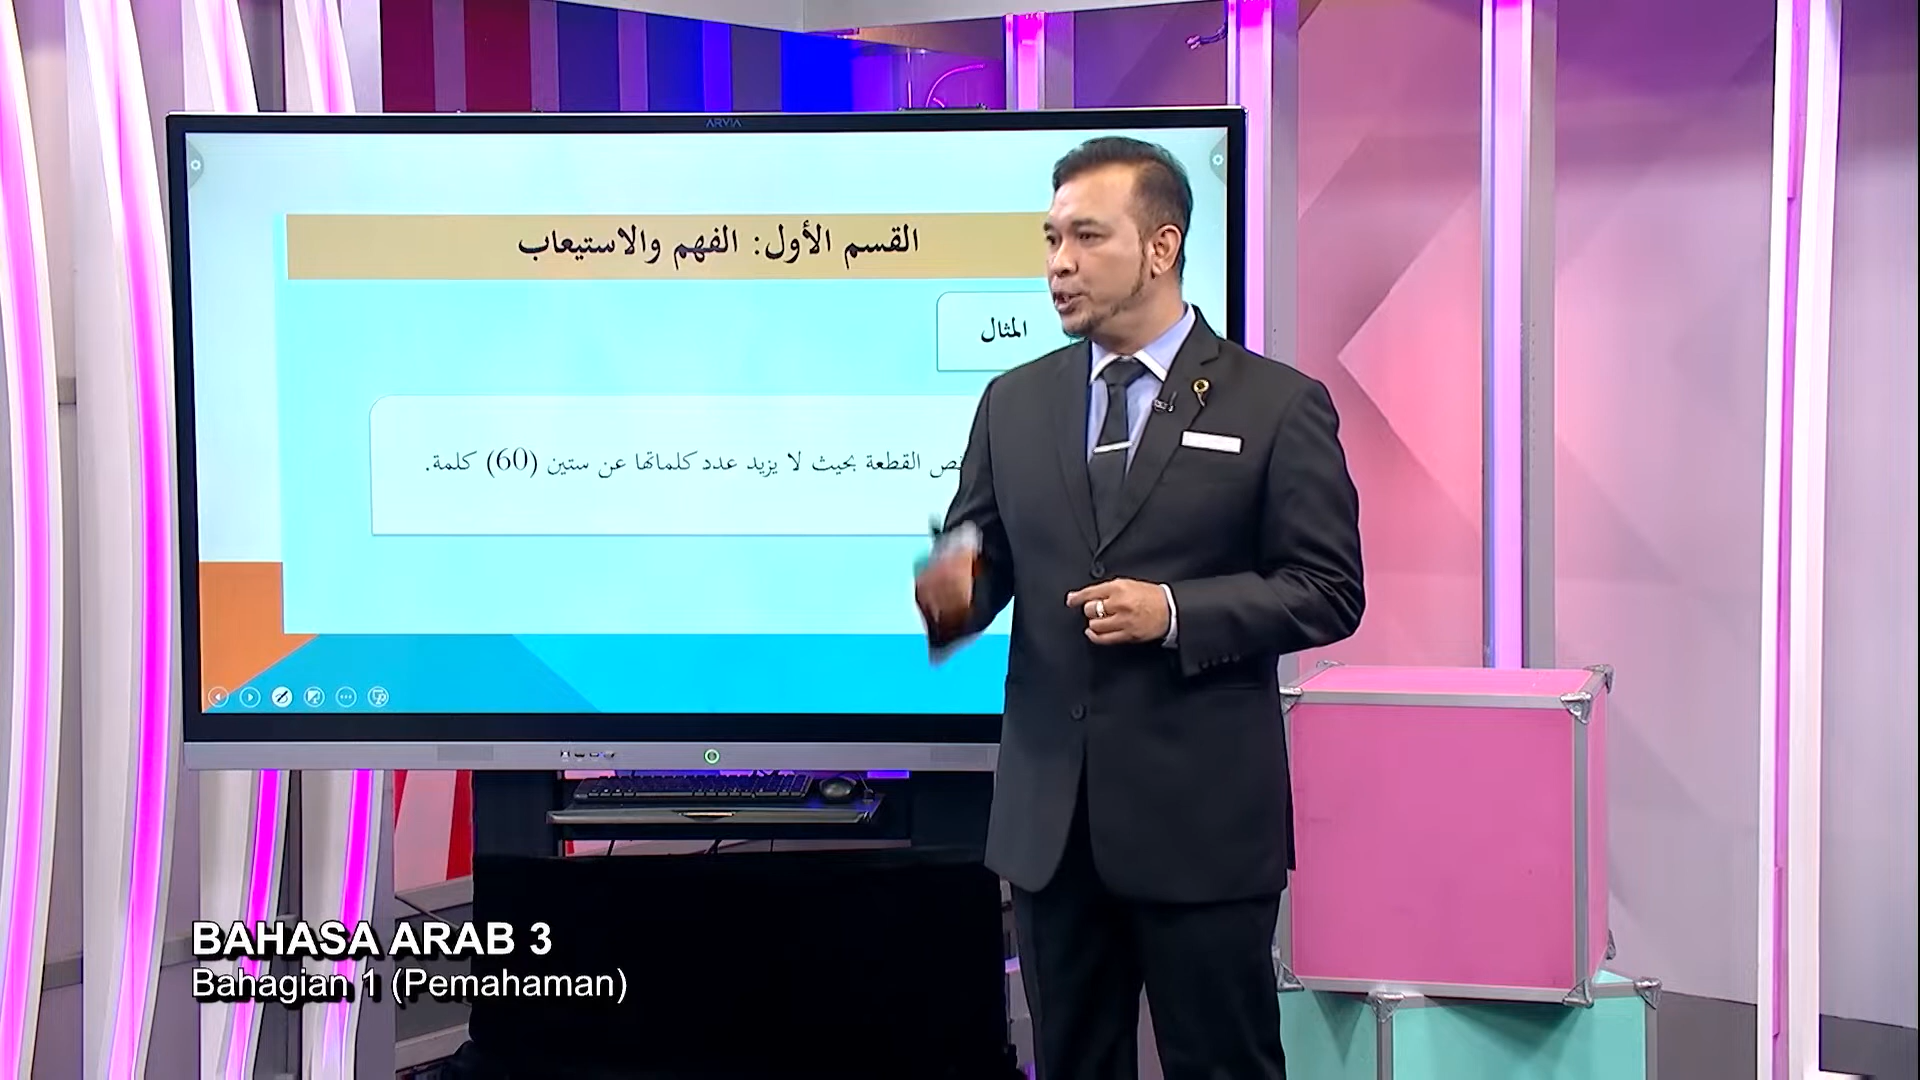 ARVIA
القسم الأول: الفهم والاستيعاب
المثال
القطعة بحيث لا يزيد عدد كلماتها عن ستين (60) كلمة.
BAHASA ARAB 3
Bahagian 1 (Pemahaman)